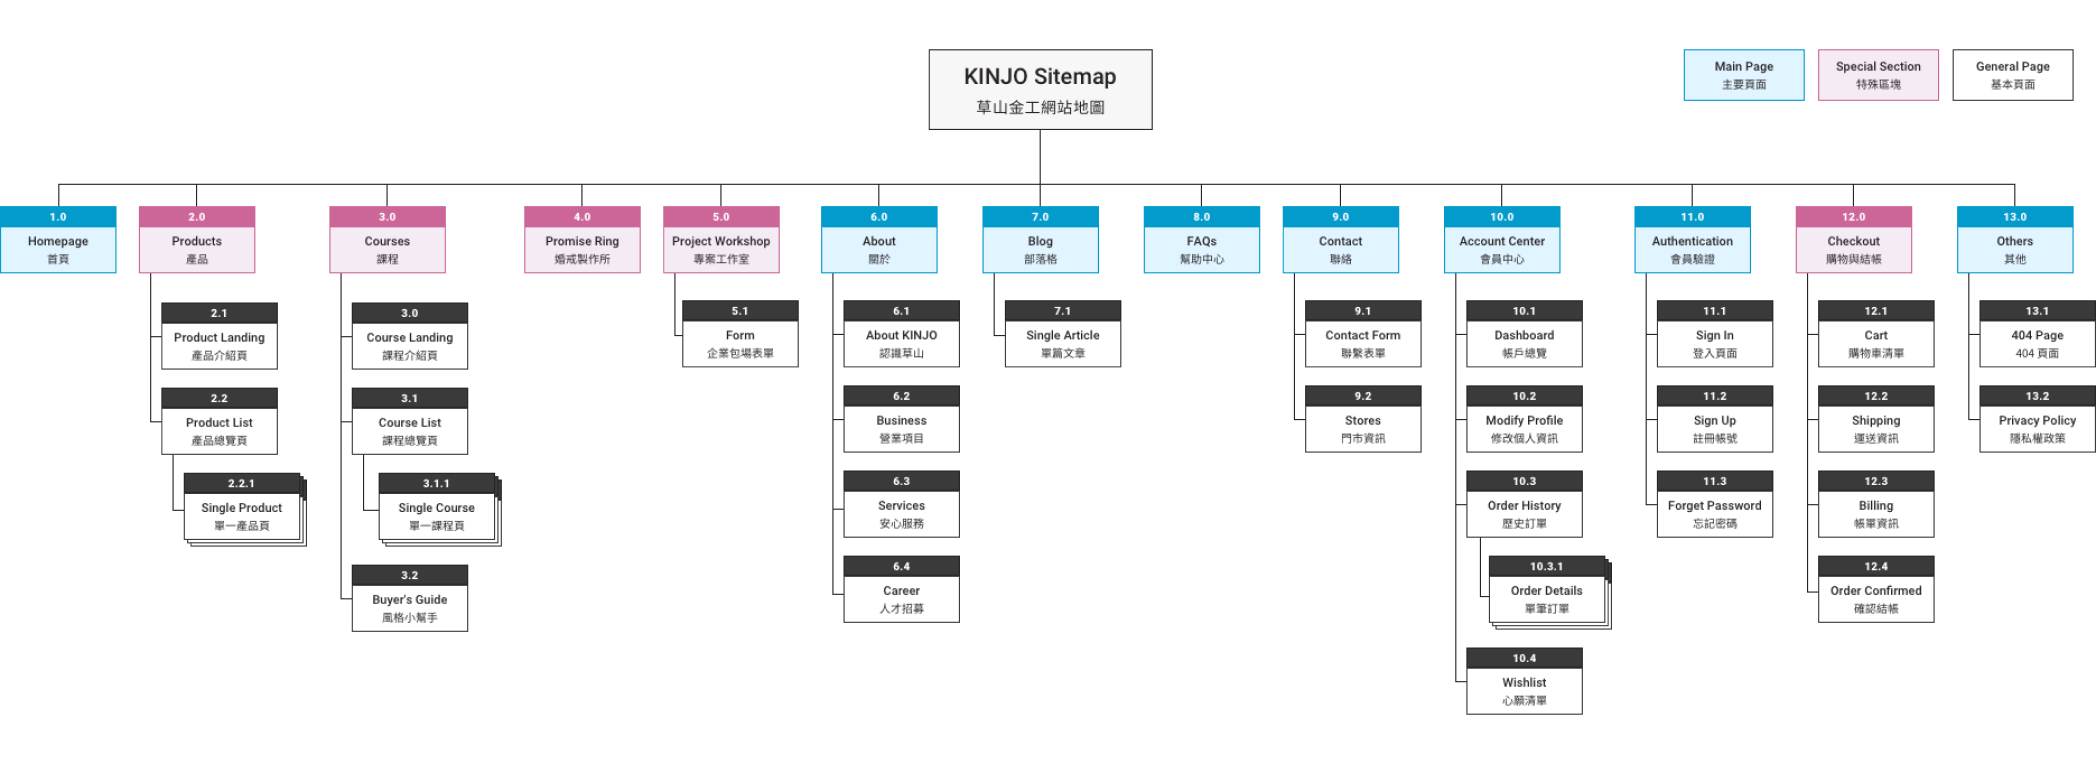 KINJO Sitemap
草山金工網站地圖
Main Page
主要頁面
Special Section
特殊區塊
General Page
基本頁面
1.0
Homepage
首頁
2.0
Products
產品
2.1
Product Landing
產品介紹頁
2.2
Product List
產品總覽頁
2.2.1
Single Product
單一產品頁
3.0
Courses
課程
3.0
Course Landing
課程介紹頁
3.1
Course List
課程總覽頁
3.1.1
Single Course
單一課程頁
3.2
Buyer's Guide
風格小幫手
4.0
Promise Ring
婚戒製作所
5.0
Project Workshop
專案工作室
5.1
Form
企業包場表單
6.0
About
關於
6.1
About KINJO
認識草山
6.2
Business
營業項目
6.3
Services
安心服務
6.4
Career
人才招募
7.0
Blog
部落格
7.1
Single Article
單篇文章
8.0
FAQs
幫助中心
9.0
Contact
聯絡
9.1
Contact Form
聯繫表單
9.2
Stores
門市資訊
10.0
Account Center
會員中心
10.1
Dashboard
帳戶總覽
10.2
Modify Profile
修改個人資訊
10.3
Order History
歷史訂單
10.3.1
Order Details
單筆訂單
10.4
Wishlist
心願清單
11.0
Authentication
會員驗證
11.1
Sign In
登入頁面
11.2
Sign Up
註冊帳號
11.3
Forget Password
忘記密碼
12.0
Checkout
購物與結帳
12.1
Cart
購物車清單
12.2
Shipping
運送資訊
12.3
Billing
帳單資訊
12.4
Order Confirmed
確認結帳
13.0
Others
其他
13.1
404 Page
404 頁面
13.2
Privacy Policy
隱私權政策